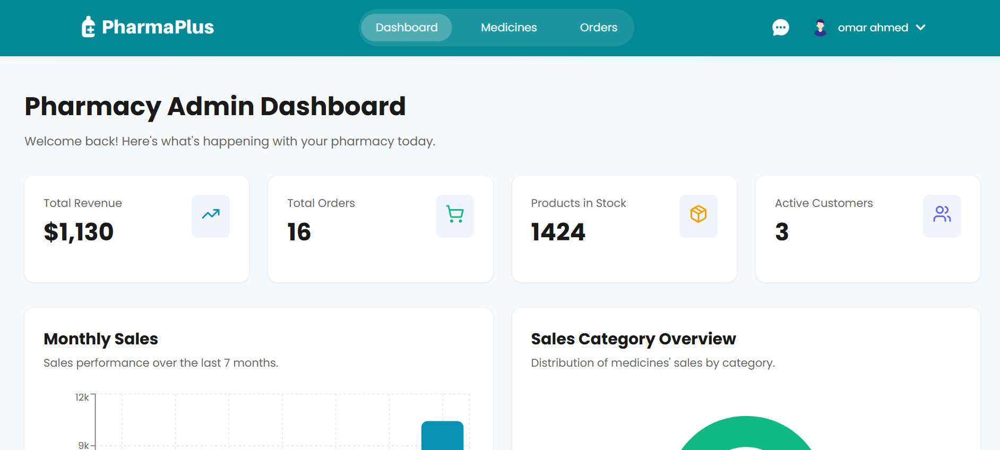 PharmaPlus
Dashboard
Medicines
Orders
omar ahmed
Pharmacy Admin Dashboard
Welcome back! Here's what's happening with your pharmacy today.
Total Revenue
$1,130
Total Orders
16
Products in Stock
1424
Active Customers
3
Monthly Sales
Sales performance over the last 7 months.
12k
9k
Sales Category Overview
Distribution of medicines' sales by category.